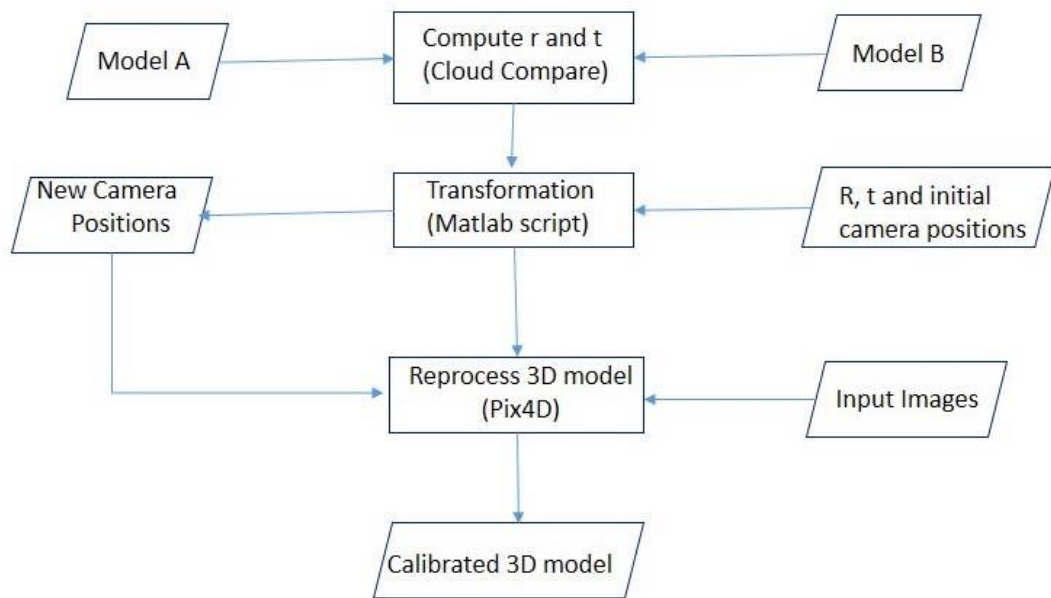 Model A
Compute r and t
(Cloud Compare)
Model B
New Camera
Positions
Transformation
(Matlab script)
R, t and initial
camera positions
Reprocess 3D model
(Pix4D)
Input Images
Calibrated 3D model